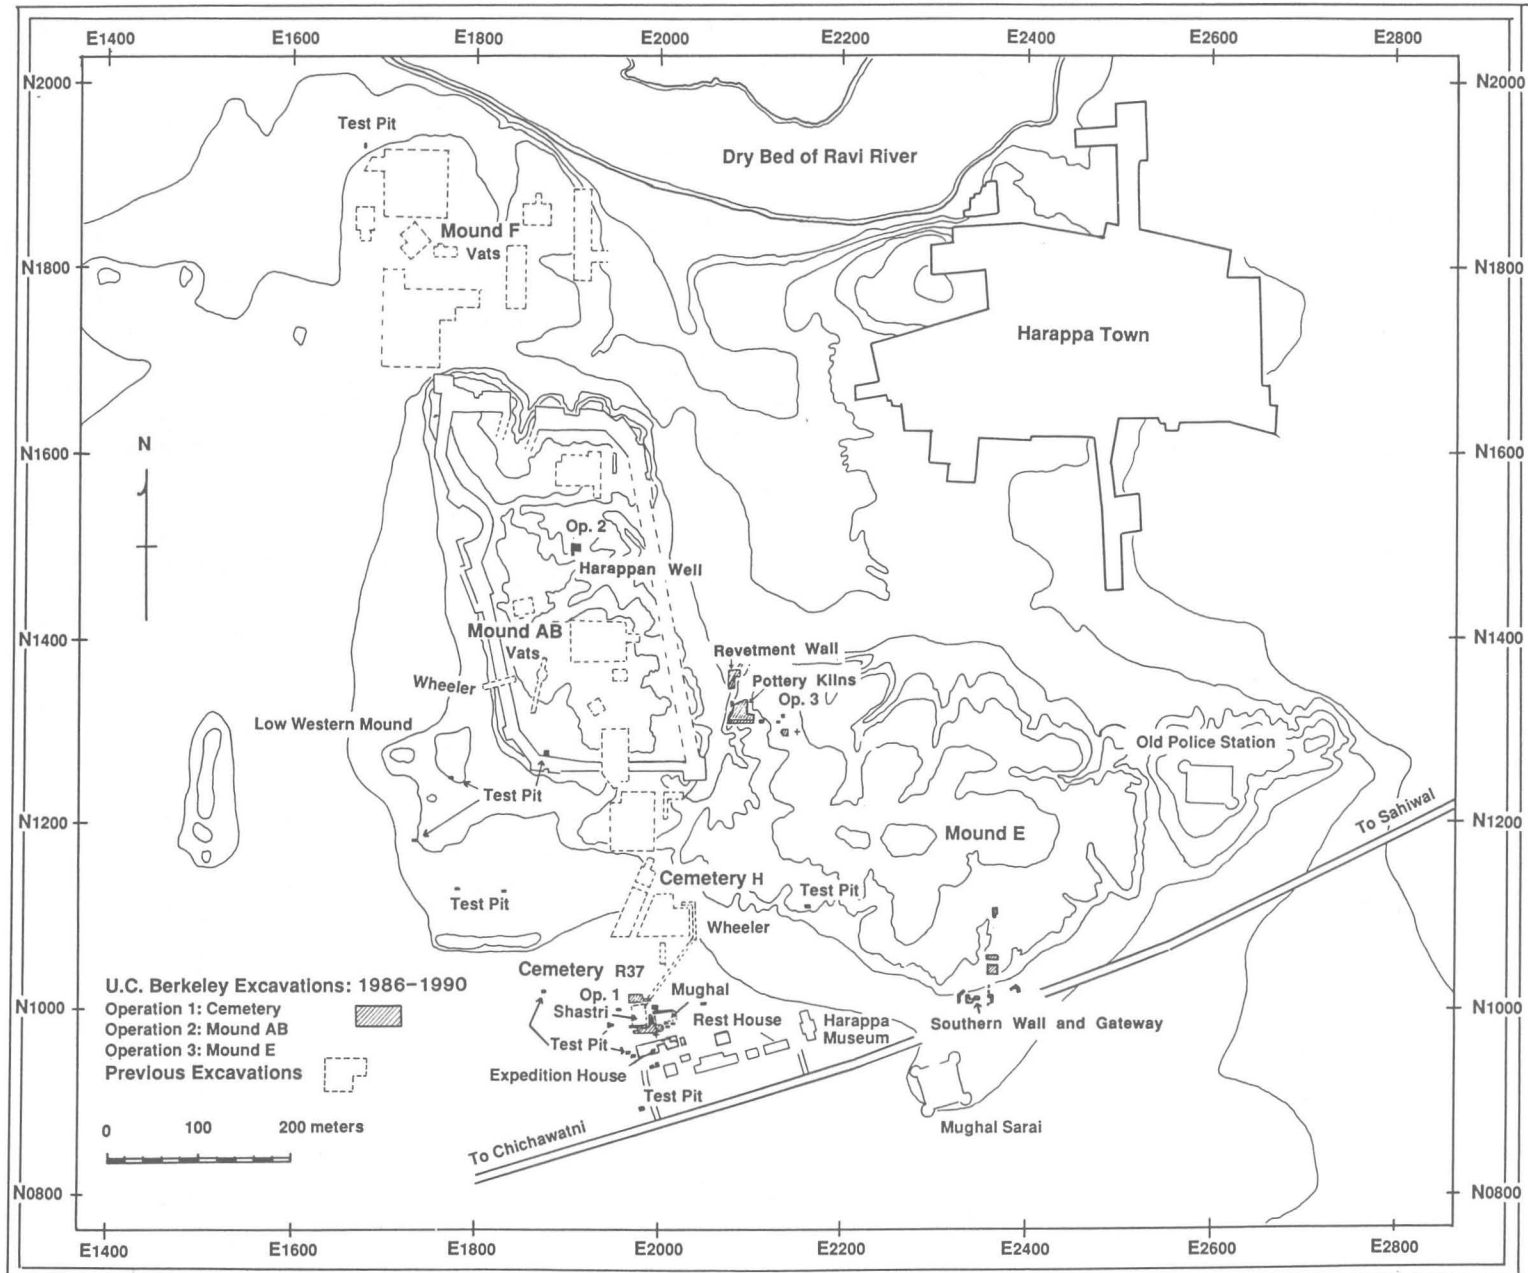 E1400 E1600 E1800 E2000 E2200 E2400 E2600 E2800
N2000 N2000
Test Pit
Dry Bed of Ravi River
Mound F
Vats
N1800 N1800
Harappa Town
N
N1600 N1600
Op. 2
Harappan Well
N1400 N1400
Mound AB
Vats
Revetment Wall
Wheeler
Pottery Kilns
Op. 3
Low Western Mound
Old Police Station
Test Pit
To Sahiwal
N1200 N1200
Mound E
Cemetery H
Test Pit
Test Pit
Wheeler
Cemetery R37
U.C. Berkeley Excavations: 1986-1990
Op. 1
Mughal
N1000 N1000
Operation 1: Cemetery
Shastri
Rest House
Harappa
Museum
Southern Wall and Gateway
Operation 2: Mound AB
Test Pit
Operation 3: Mound E
Previous Excavations
Expedition House
Test Pit
0 100 200 meters
To Chichawatni
Mughal Sarai
N0800 N0800
E1400 E1600 E1800 E2000 E2200 E2400 E2600 E2800